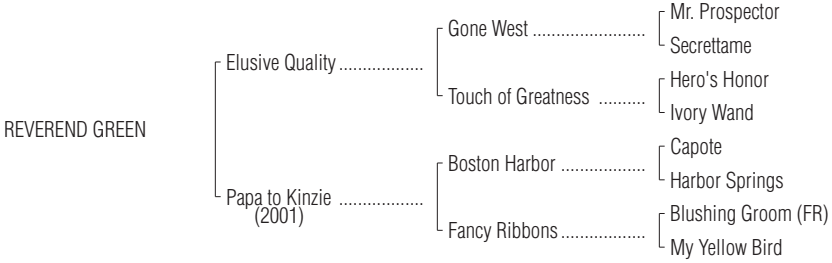 Mr. Prospector
Gone West ........................
Secrettame
Elusive Quality ..................
Hero's Honor
Touch of Greatness ..........
Ivory Wand
REVEREND GREEN
Capote
Boston Harbor ..................
Harbor Springs
Papa to Kinzie ..................
(2001)
Blushing Groom (FR)
Fancy Ribbons ..................
My Yellow Bird